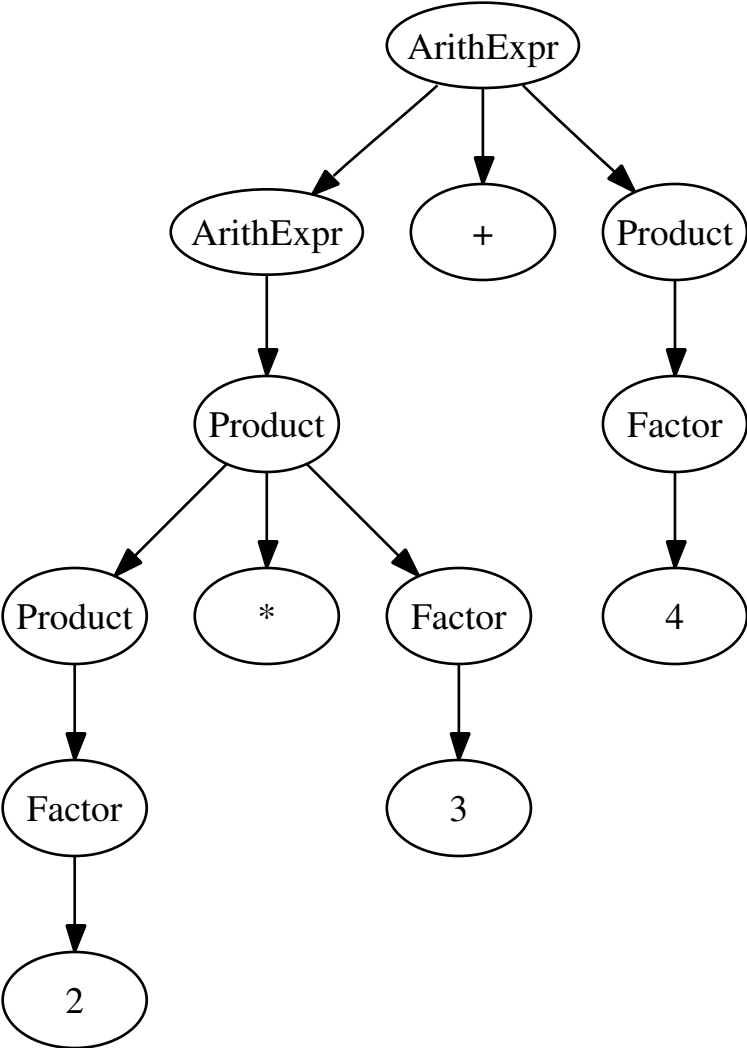 ArithExpr
ArithExpr + Product
Product Factor
Product * Factor 4
Factor 3
2